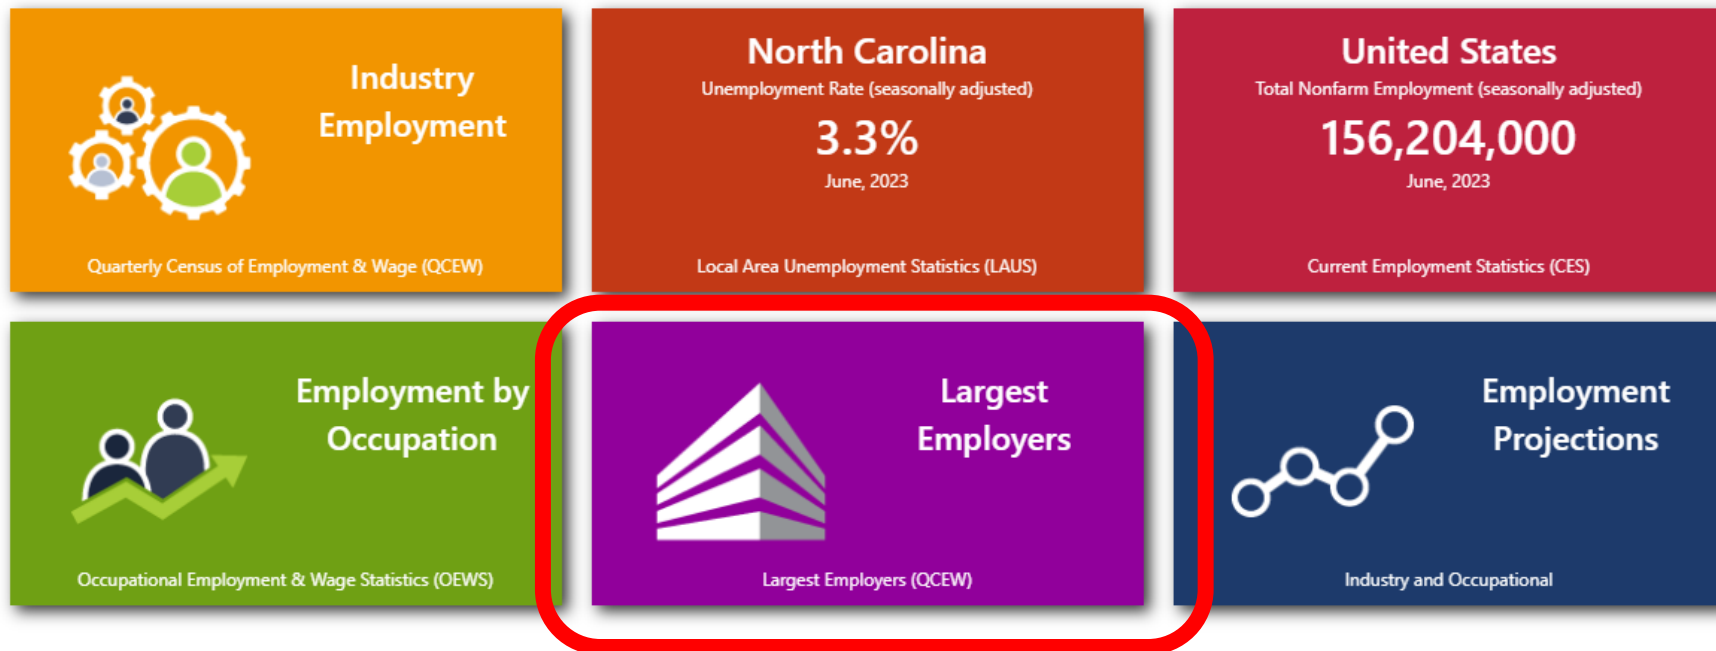 Industry
Employment
Quarterly Census of Employment & Wage (QCEW)
North Carolina
Unemployment Rate (seasonally adjusted)
3.3%
June, 2023
Local Area Unemployment Statistics (LAUS)
United States
Total Nonfarm Employment (seasonally adjusted)
156,204,000
June, 2023
Current Employment Statistics (CES)
Employment by
Occupation
Occupational Employment & Wage Statistics (OEWS)
Largest
Employers
Largest Employers (QCEW)
Employment
Projections
Industry and Occupational